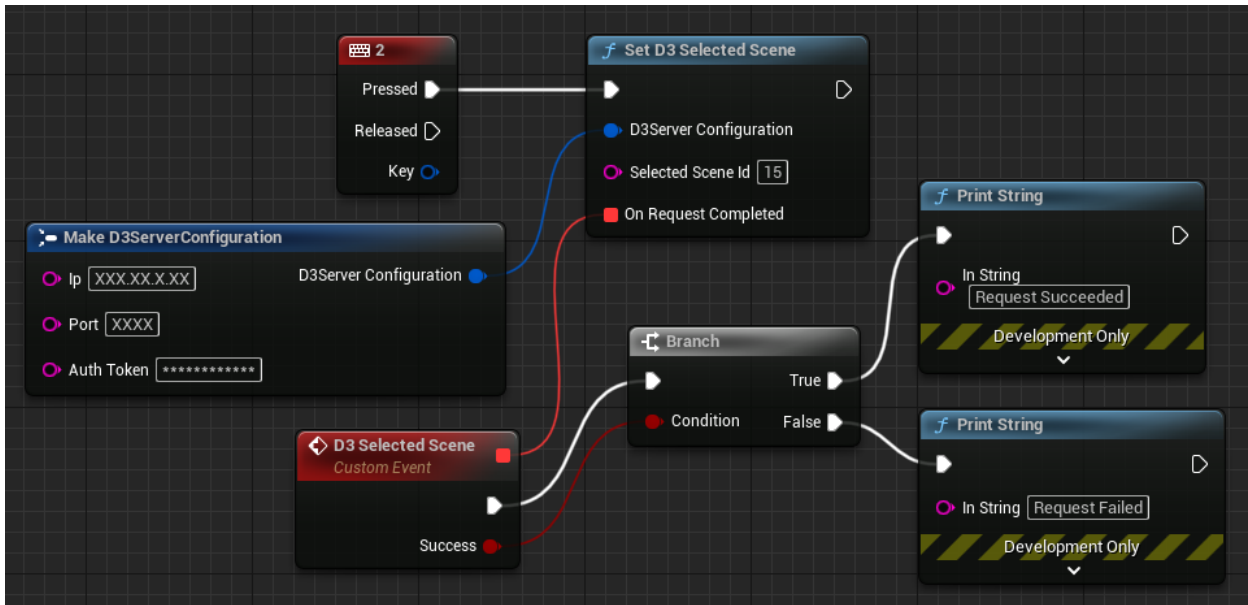 2
Pressed
Released
Key
Set D3 Selected Scene
D3Server Configuration
Selected Scene Id 15
On Request Completed
Make D3ServerConfiguration
Ip XXX.XX.X.XX
D3Server Configuration
Port XXXX
Auth Token ************
Print String
In String
Request Succeeded
Development Only
Branch
True
Condition
False
D3 Selected Scene
Custom Event
Success
Print String
In String Request Failed
Development Only